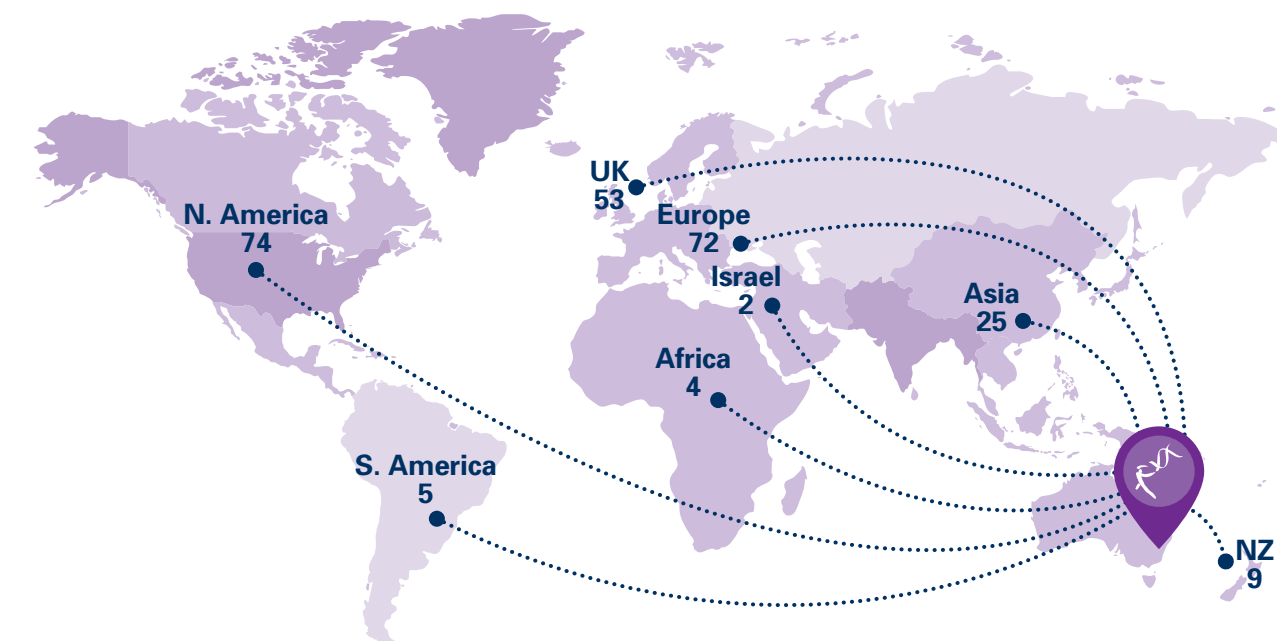 UK
53
N. America
74
Europe
72
Israel
2
Asia
25
Africa
4
S. America
5
NZ
9